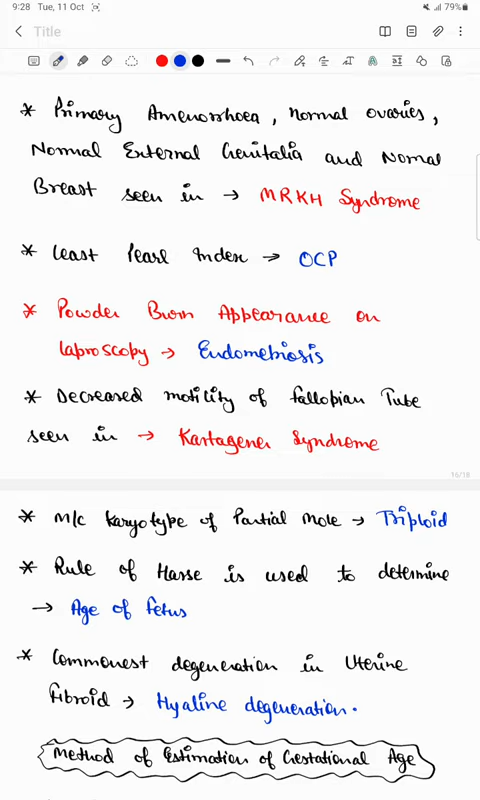 9:28 Tue, 11 Oct
79%
Title
* Primary Amenorrhoea, Normal ovaries,
Normal External Genitalia and Normal
Breast seen in → MRKH Syndrome
* Least Pearl Index → OCP
* Powder Burn Appearance on
laproscopy → Endometriosis
* Decreased motility of fallopian Tube
seen in → Kartagener Syndrome
16/18
* M/c Karyotype of Partial Mole → Triploid
* Rule of Hasse is used to determine
→ Age of fetus
* Commonest degeneration in Uterine
fibroid → Hyaline degeneration.
Method of Estimation of Gestational Age